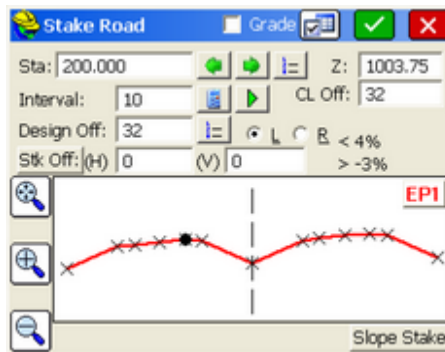 Stake Road Grade
Sta: 200.000 Z: 1003.75
Interval: 10 CL Off: 32
Design Off: 32 L R < 4%
Stk Off: (H) 0 (V) 0 > -3%
EP1
Slope Stake